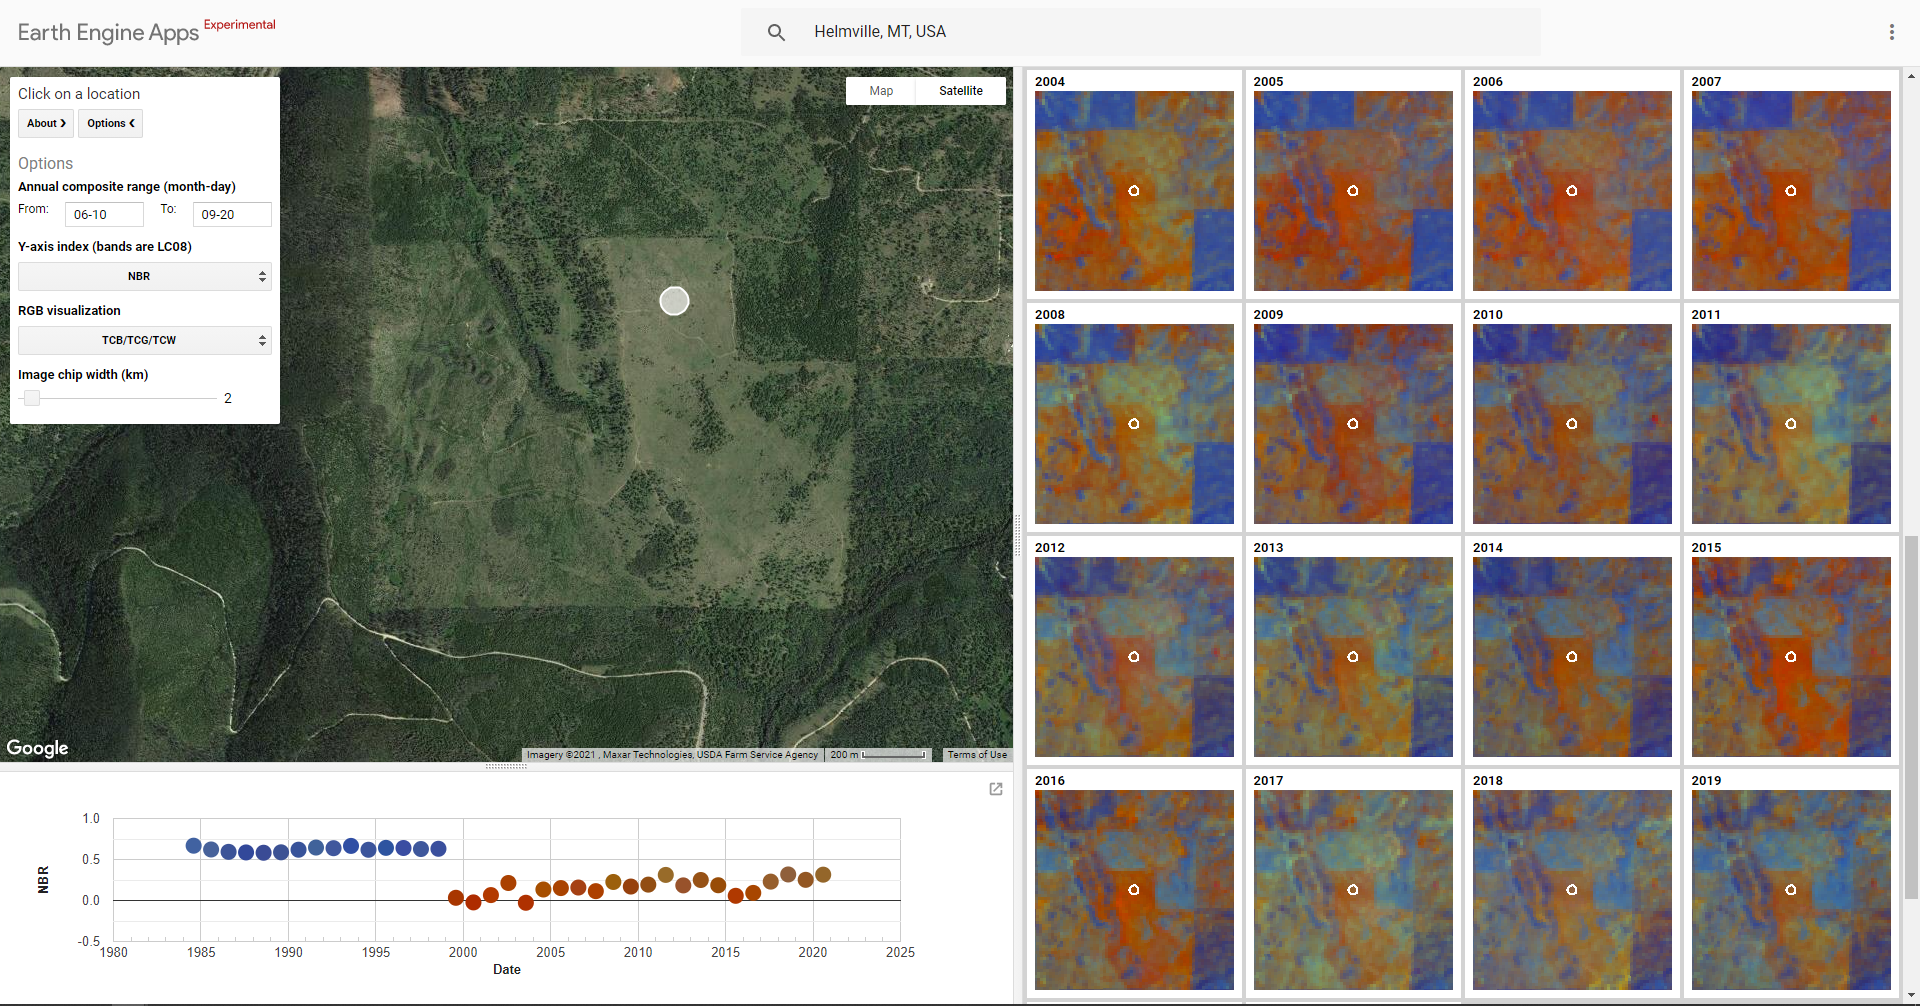 Earth Engine Apps Experimental
Helmville, MT, USA
Click on a location
About ❯ Options ❮
Options
Annual composite range (month-day)
From: 06-10 To: 09-20
Y-axis index (bands are LC08)
NBR
RGB visualization
TCB/TCG/TCW
Image chip width (km)
2
Map Satellite
Google
Imagery ©2021 , Maxar Technologies, USDA Farm Service Agency 200 m Terms of Use
1.0
0.5
0.0
-0.5
NBR
1980 1985 1990 1995 2000 2005 2010 2015 2020 2025
Date
2004 2005 2006 2007
2008 2009 2010 2011
2012 2013 2014 2015
2016 2017 2018 2019